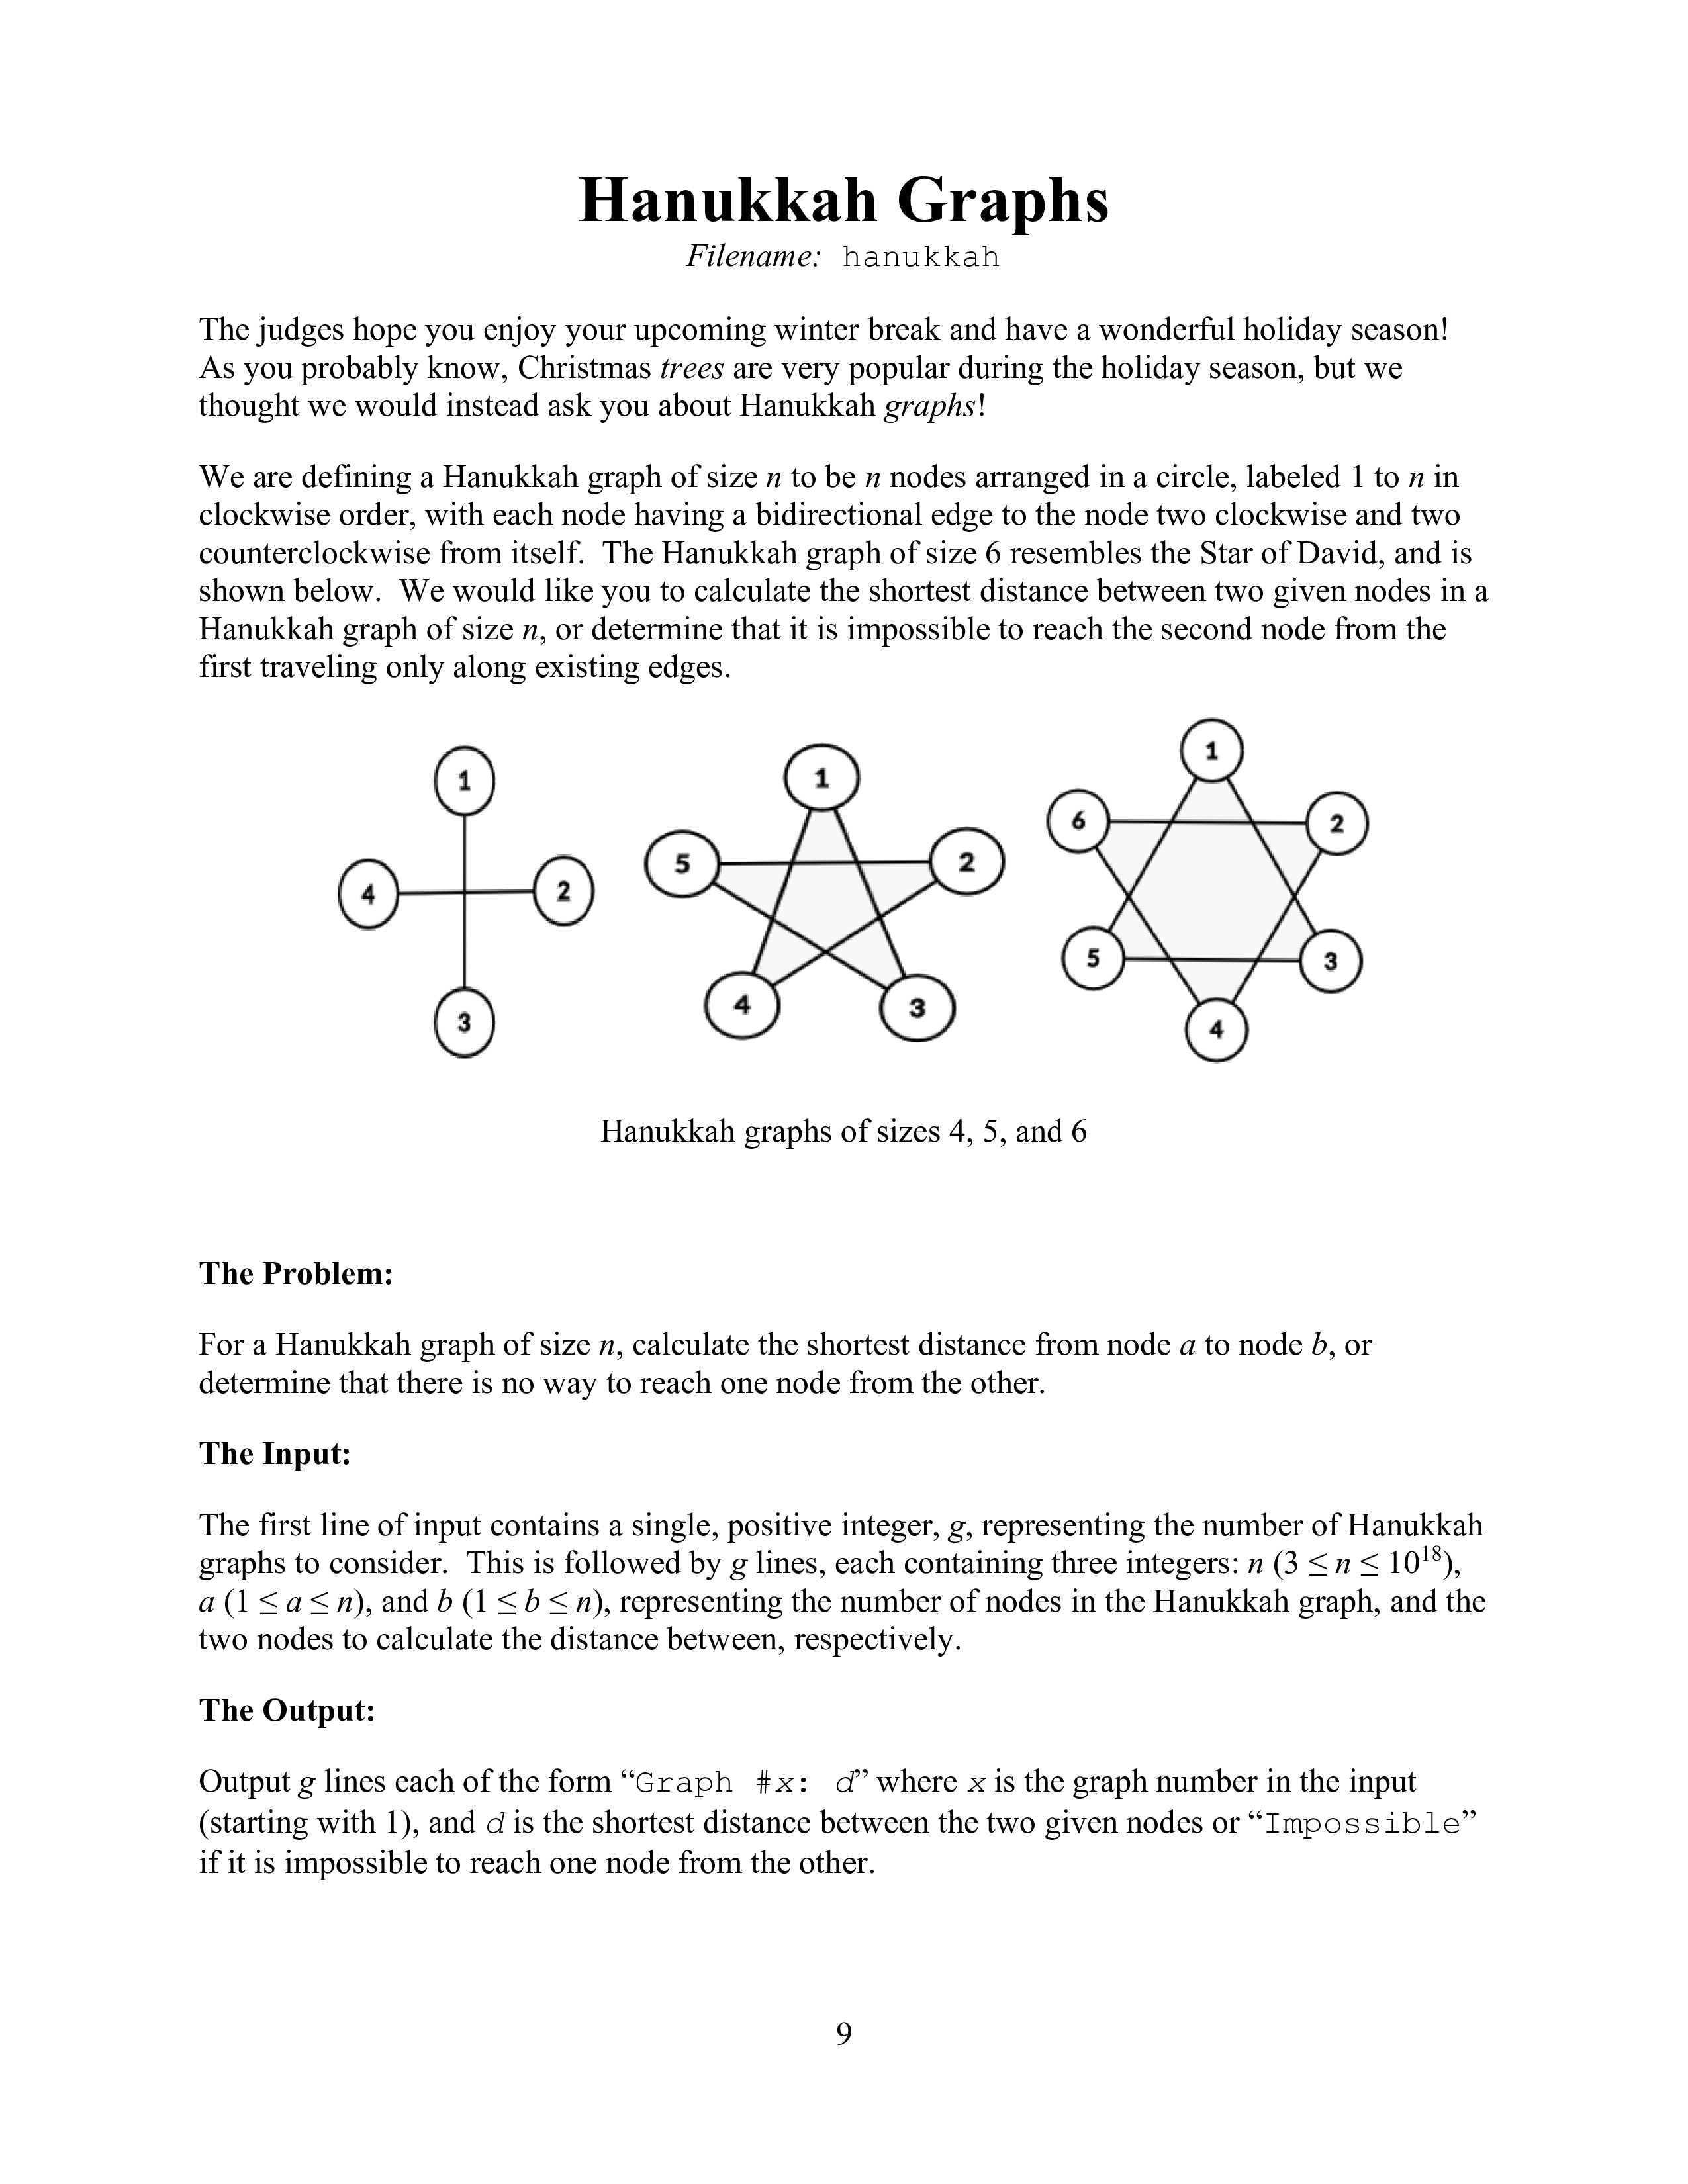 Hanukkah Graphs
Filename: hanukkah
The judges hope you enjoy your upcoming winter break and have a wonderful holiday season!
As you probably know, Christmas trees are very popular during the holiday season, but we
thought we would instead ask you about Hanukkah graphs!
We are defining a Hanukkah graph of size n to be n nodes arranged in a circle, labeled 1 to n in
clockwise order, with each node having a bidirectional edge to the node two clockwise and two
counterclockwise from itself.  The Hanukkah graph of size 6 resembles the Star of David, and is
shown below.  We would like you to calculate the shortest distance between two given nodes in a
Hanukkah graph of size n, or determine that it is impossible to reach the second node from the
first traveling only along existing edges.
1
4 2
3
1
5 2
4 3
1
6 2
5 3
4
Hanukkah graphs of sizes 4, 5, and 6
The Problem:
For a Hanukkah graph of size n, calculate the shortest distance from node a to node b, or
determine that there is no way to reach one node from the other.
The Input:
The first line of input contains a single, positive integer, g, representing the number of Hanukkah
graphs to consider.  This is followed by g lines, each containing three integers: n (3 ≤ n ≤ 10¹⁸),
a (1 ≤ a ≤ n), and b (1 ≤ b ≤ n), representing the number of nodes in the Hanukkah graph, and the
two nodes to calculate the distance between, respectively.
The Output:
Output g lines each of the form “Graph #x: d” where x is the graph number in the input
(starting with 1), and d is the shortest distance between the two given nodes or “Impossible”
if it is impossible to reach one node from the other.
9